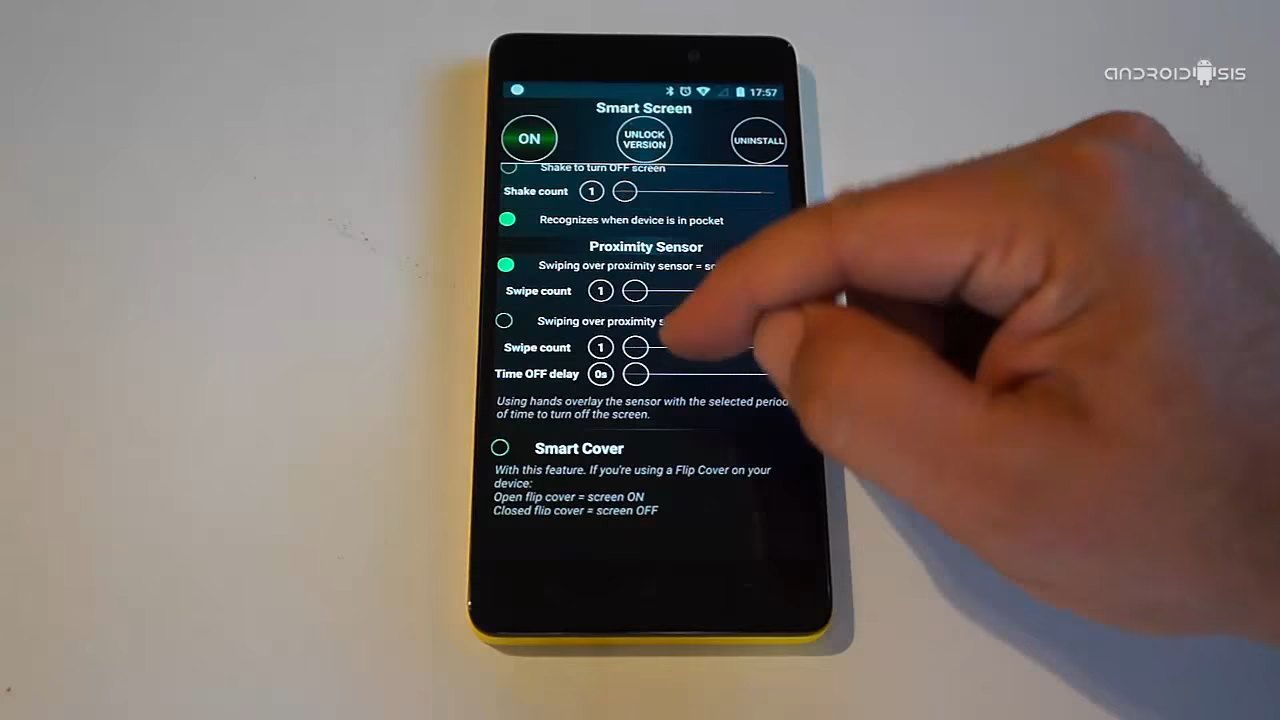 ANDROIDSIS
17:57
Smart Screen
ON
UNLOCK
VERSION
UNINSTALL
Shake to turn OFF screen
Shake count 1
Recognizes when device is in pocket
Proximity Sensor
Swiping over proximity sensor =
Swipe count 1
Swiping over proximity
Swipe count 1
Time OFF delay 0s
Using hands overlay the sensor with the selected period
of time to turn off the screen.
Smart Cover
With this feature. If you're using a Flip Cover on your
device:
Open flip cover = screen ON
Closed flip cover = screen OFF